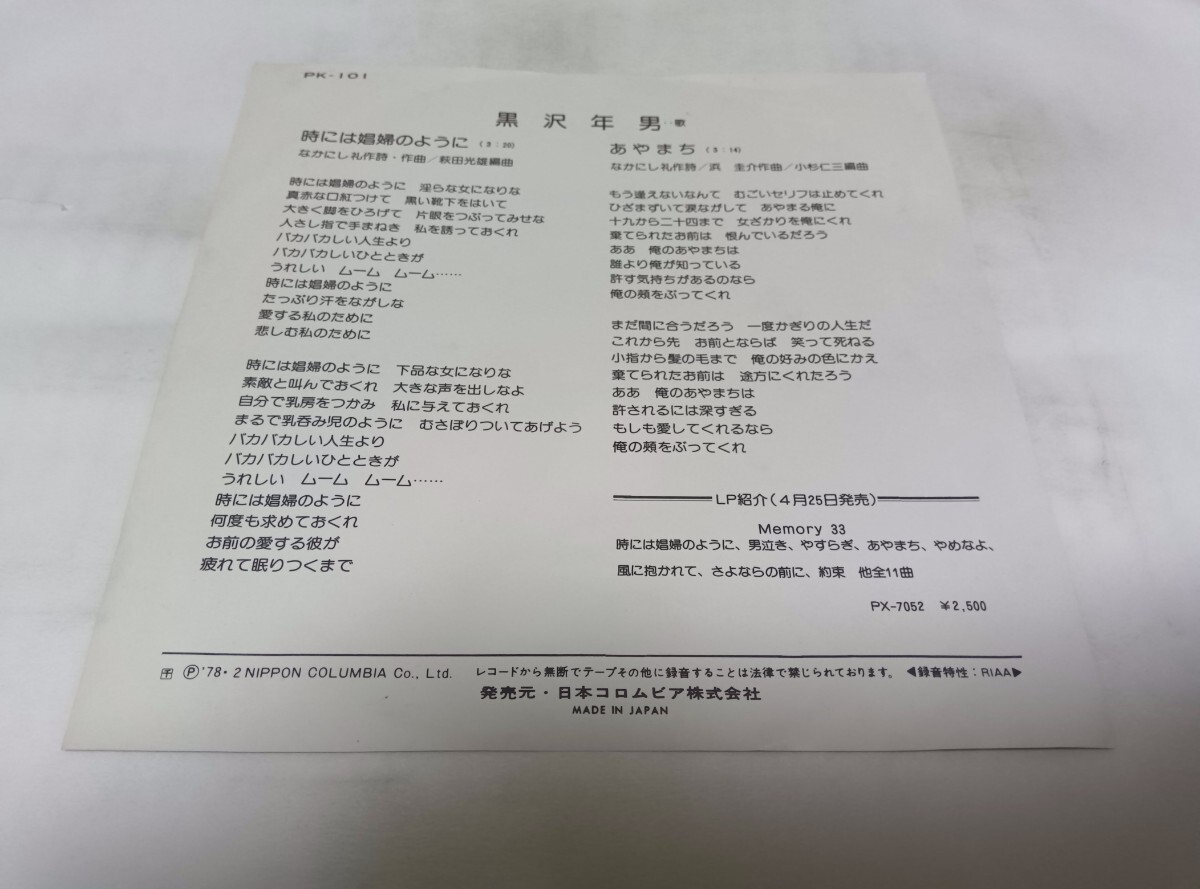 PK-101
黒沢年男‥歌
時には娼婦のように (3:20)
なかにし礼作詩・作曲／萩田光雄編曲
時には娼婦のように　淫らな女になりな
真赤な口紅つけて　黒い靴下をはいて
大きく脚をひろげて　片眼をつぶってみせな
人さし指で手まねき　私を誘っておくれ
バカバカしい人生より
バカバカしいひとときが
うれしい　ムーム　ムーム……
時には娼婦のように
たっぷり汗をながしな
愛する私のために
悲しむ私のために
時には娼婦のように　下品な女になりな
素敵と叫んでおくれ　大きな声を出しなよ
自分で乳房をつかみ　私に与えておくれ
まるで乳呑み児のように　むさぼりついてあげよう
バカバカしい人生より
バカバカしいひとときが
うれしい　ムーム　ムーム……
時には娼婦のように
何度も求めておくれ
お前の愛する彼が
疲れて眠りつくまで
あやまち (3:14)
なかにし礼作詩／浜　圭介作曲／小杉仁三編曲
もう逢えないなんて　むごいセリフは止めてくれ
ひざまずいて涙ながして　あやまる俺に
十九から二十四まで　女ざかりを俺にくれ
棄てられたお前は　恨んでいるだろう
ああ　俺のあやまちは
誰より俺が知っている
許す気持ちがあるのなら
俺の頬をぶってくれ
まだ間に合うだろう　一度かぎりの人生だ
これから先　お前とならば　笑って死ねる
小指から髪の毛まで　俺の好みの色にかえ
棄てられたお前は　途方にくれたろう
ああ　俺のあやまちは
許されるには深すぎる
もしも愛してくれるなら
俺の頬をぶってくれ
LP紹介（4月25日発売）
Memory 33
時には娼婦のように、男泣き、やすらぎ、あやまち、やめなよ、
風に抱かれて、さよならの前に、約束　他全11曲
PX-7052　¥2,500
Ⓟ'78・2 NIPPON COLUMBIA Co., Ltd.　レコードから無断でテープその他に録音することは法律で禁じられております。　◀録音特性：RIAA▶
発売元・日本コロムビア株式会社
MADE IN JAPAN